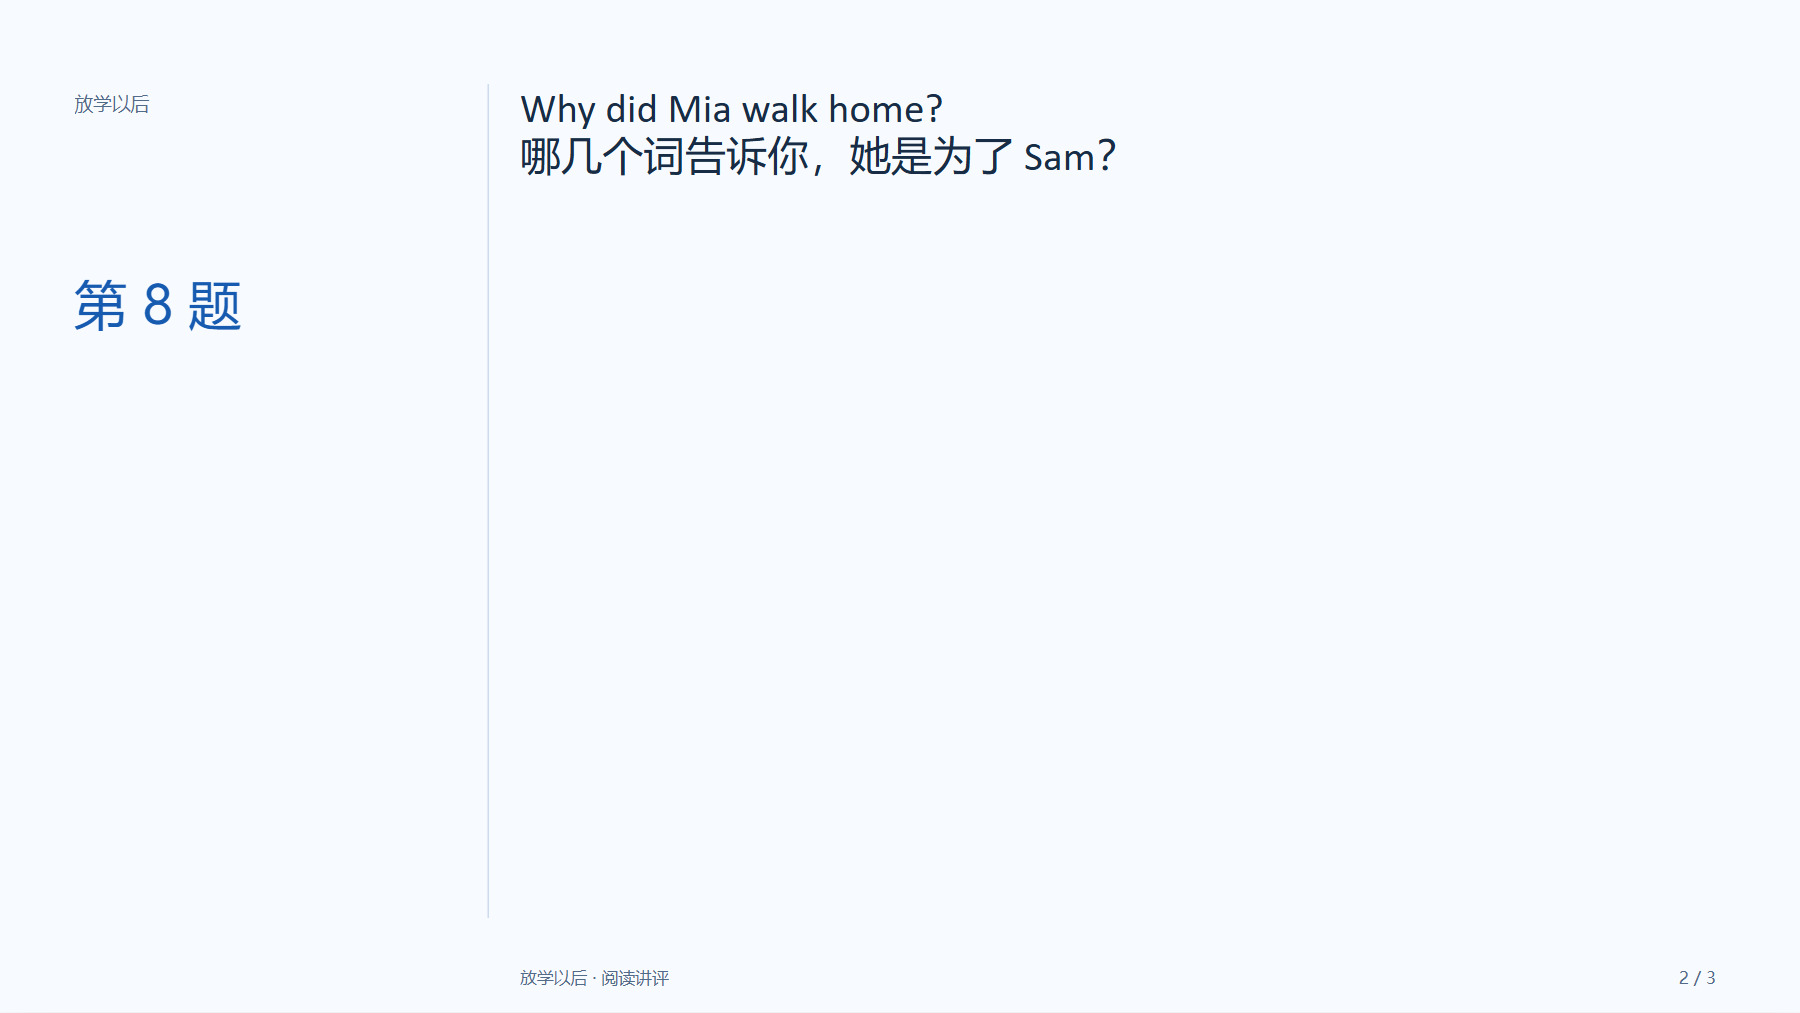 放学以后
第 8 题
Why did Mia walk home?
哪几个词告诉你，她是为了 Sam？
放学以后 · 阅读讲评
2 / 3